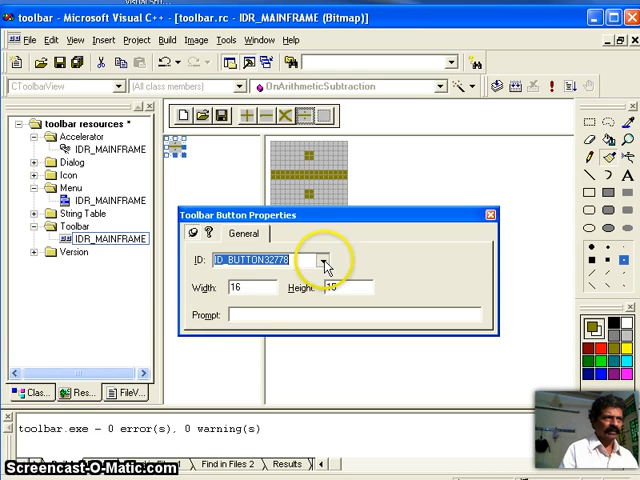 toolbar - Microsoft Visual C++ - [toolbar.rc - IDR_MAINFRAME (Bitmap)]
File Edit View Insert Project Build Image Tools Window Help
CToolbarView (All class members) OnArithmeticSubtraction
toolbar resources *
Accelerator
IDR_MAINFRAME
Dialog
Icon
Menu
IDR_MAINFRAME
String Table
Toolbar
IDR_MAINFRAME
Version
Toolbar Button Properties
General
ID: ID_BUTTON32778
Width: 16 Height: 15
Prompt:
Clas... Res... FileV...
toolbar.exe - 0 error(s), 0 warning(s)
Find in Files 2 Results
Screencast-O-Matic.com